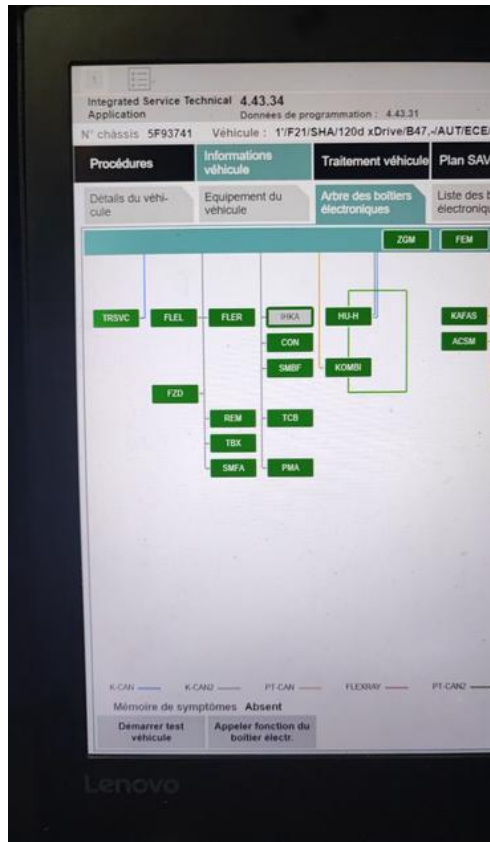 Integrated Service Technical 4.43.34
Application Données de programmation : 4.43.31
N° châssis 5F93741 Véhicule : 1'/F21/SHA/120d xDrive/B47,-/AUT/ECE/
Procédures
Informations
véhicule
Traitement véhicule
Plan SAV
Détails du véhi-
cule
Equipement du
véhicule
Arbre des boîtiers
électroniques
Liste des b
électroniqu
ZGM FEM
TRSVC FLEL FLER IHKA HU-H KAFAS
CON ACSM
SMBF KOMBI
FZD
REM TCB
TBX
SMFA PMA
K-CAN K-CAN2 PT-CAN FLEXRAY PT-CAN2
Mémoire de symptômes Absent
Démarrer test
véhicule
Appeler fonction du
boîtier électr.
Lenovo